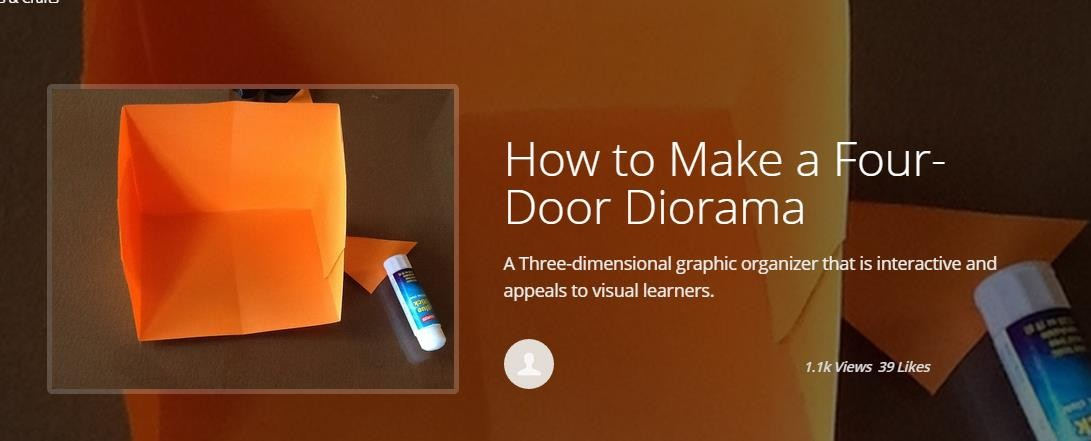 How to Make a Four-
Door Diorama
A Three-dimensional graphic organizer that is interactive and
appeals to visual learners.
1.1k Views 39 Likes